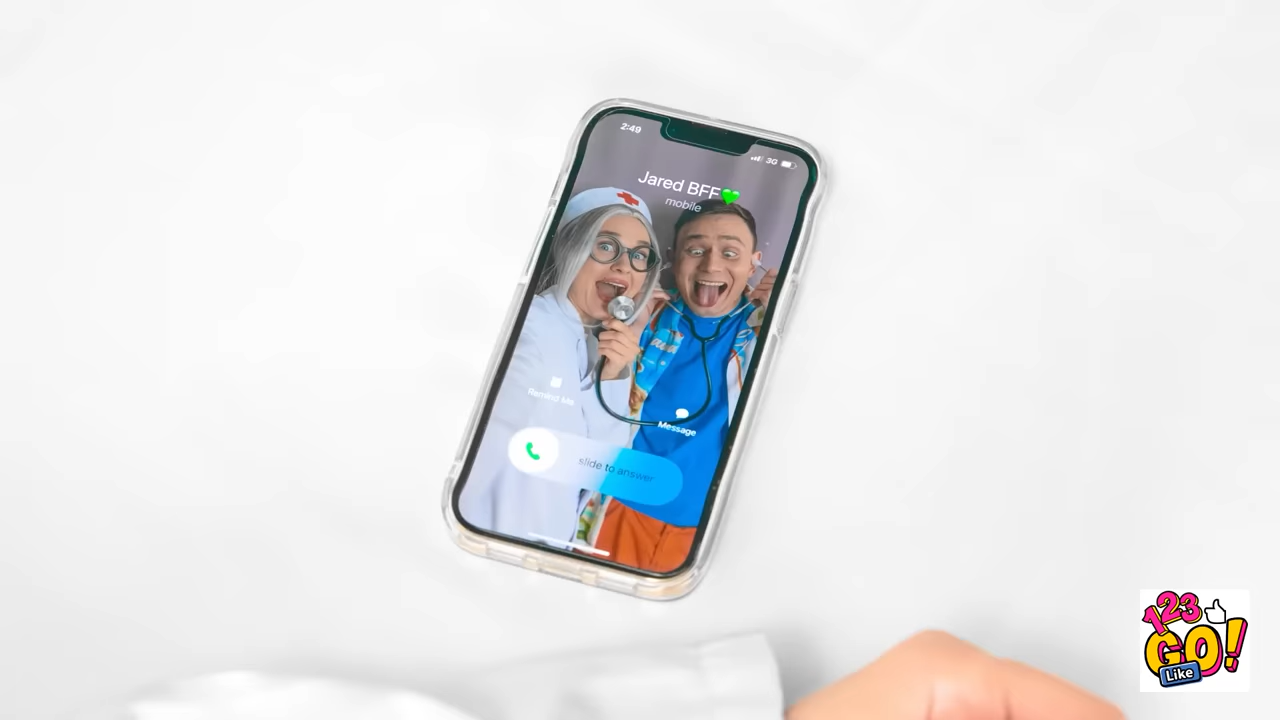 2:49
3G
Jared BFF💚
mobile
Remind Me
Message
slide to answer
123
GO!
Like